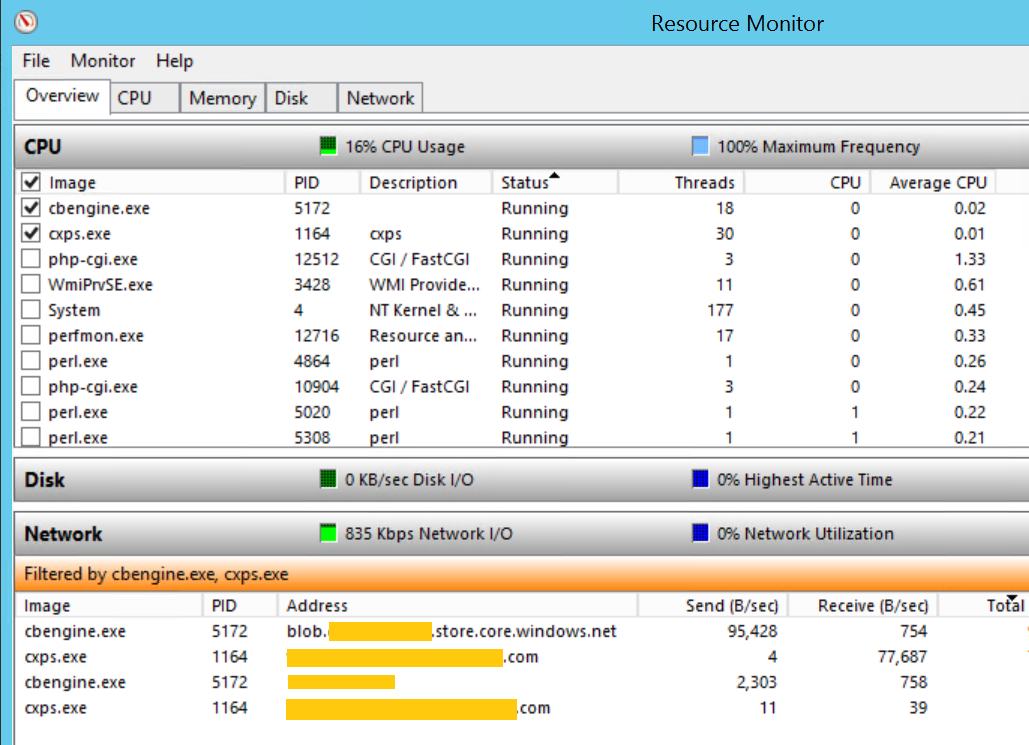 Resource Monitor
File Monitor Help
Overview CPU Memory Disk Network
CPU 16% CPU Usage 100% Maximum Frequency
Image PID Description Status Threads CPU Average CPU
cbengine.exe 5172 Running 18 0 0.02
cxps.exe 1164 cxps Running 30 0 0.01
php-cgi.exe 12512 CGI / FastCGI Running 3 0 1.33
WmiPrvSE.exe 3428 WMI Provide... Running 11 0 0.61
System 4 NT Kernel & ... Running 177 0 0.45
perfmon.exe 12716 Resource an... Running 17 0 0.33
perl.exe 4864 perl Running 1 0 0.26
php-cgi.exe 10904 CGI / FastCGI Running 3 0 0.24
perl.exe 5020 perl Running 1 1 0.22
perl.exe 5308 perl Running 1 1 0.21
Disk 0 KB/sec Disk I/O 0% Highest Active Time
Network 835 Kbps Network I/O 0% Network Utilization
Filtered by cbengine.exe, cxps.exe
Image PID Address Send (B/sec) Receive (B/sec) Total
cbengine.exe 5172 blob. .store.core.windows.net 95,428 754
cxps.exe 1164 .com 4 77,687
cbengine.exe 5172 2,303 758
cxps.exe 1164 .com 11 39